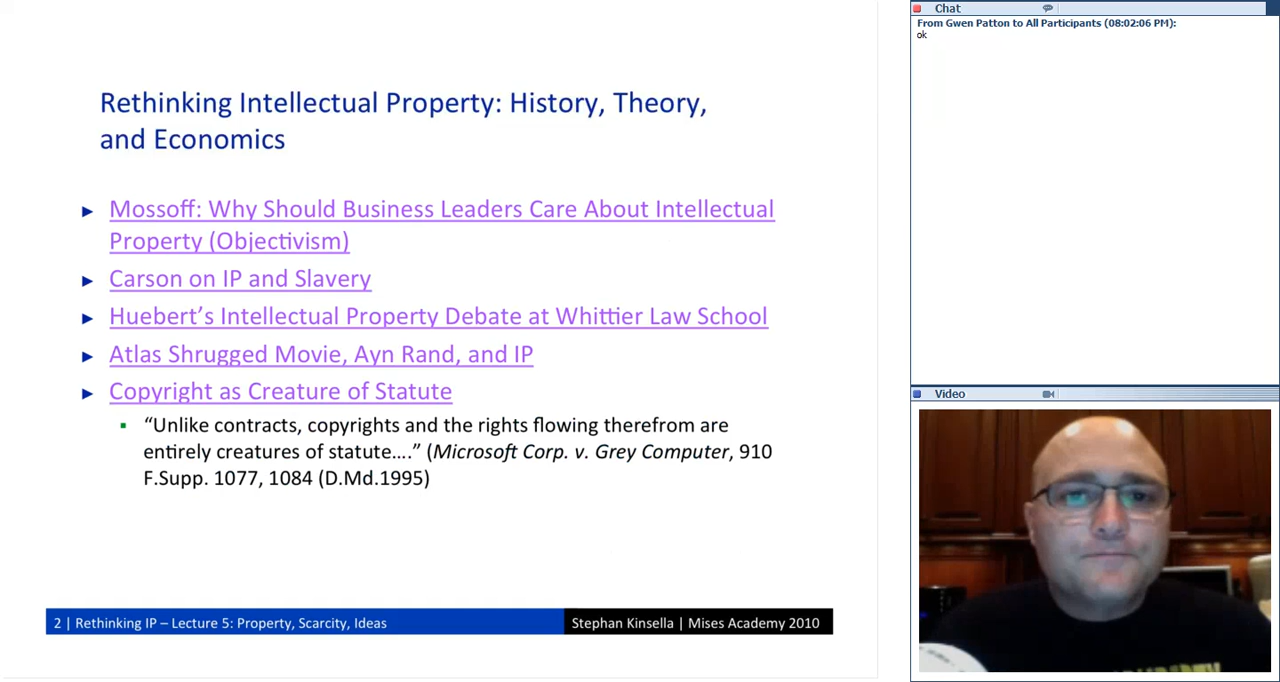 Rethinking Intellectual Property: History, Theory,
and Economics
► Mossoff: Why Should Business Leaders Care About Intellectual
Property (Objectivism)
► Carson on IP and Slavery
► Huebert’s Intellectual Property Debate at Whittier Law School
► Atlas Shrugged Movie, Ayn Rand, and IP
► Copyright as Creature of Statute
▪ “Unlike contracts, copyrights and the rights flowing therefrom are
entirely creatures of statute....” (Microsoft Corp. v. Grey Computer, 910
F.Supp. 1077, 1084 (D.Md.1995)
2 | Rethinking IP – Lecture 5: Property, Scarcity, Ideas
Stephan Kinsella | Mises Academy 2010
Chat
From Gwen Patton to All Participants (08:02:06 PM):
ok
Video